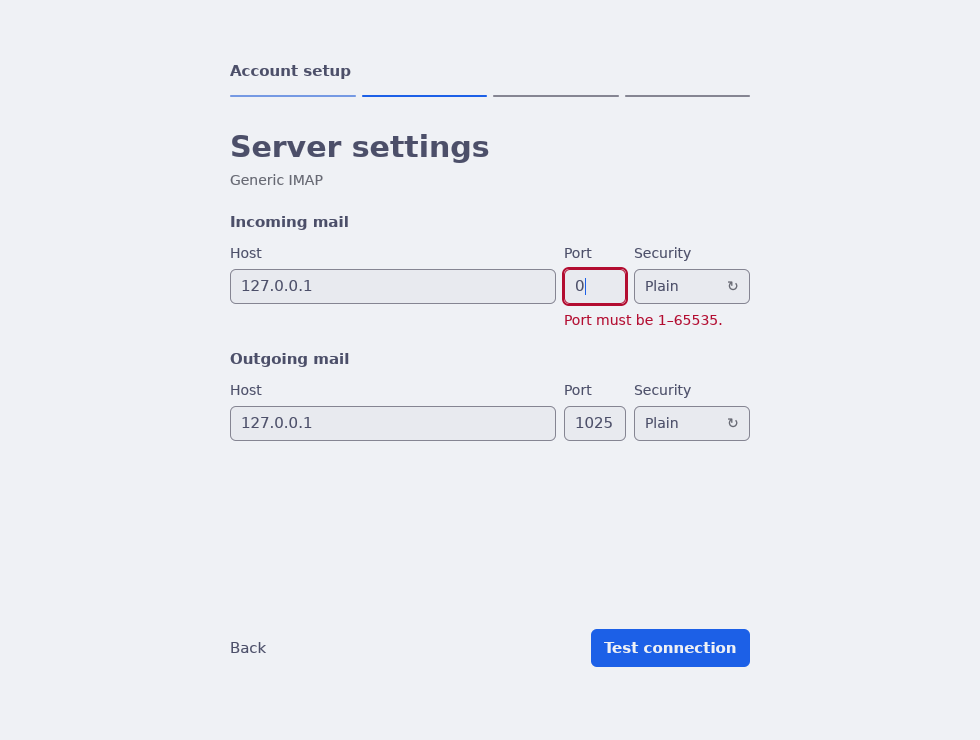 Account setup
Server settings
Generic IMAP
Incoming mail
Host Port Security
127.0.0.1 0 Plain ↻
Port must be 1–65535.
Outgoing mail
Host Port Security
127.0.0.1 1025 Plain ↻
Back Test connection